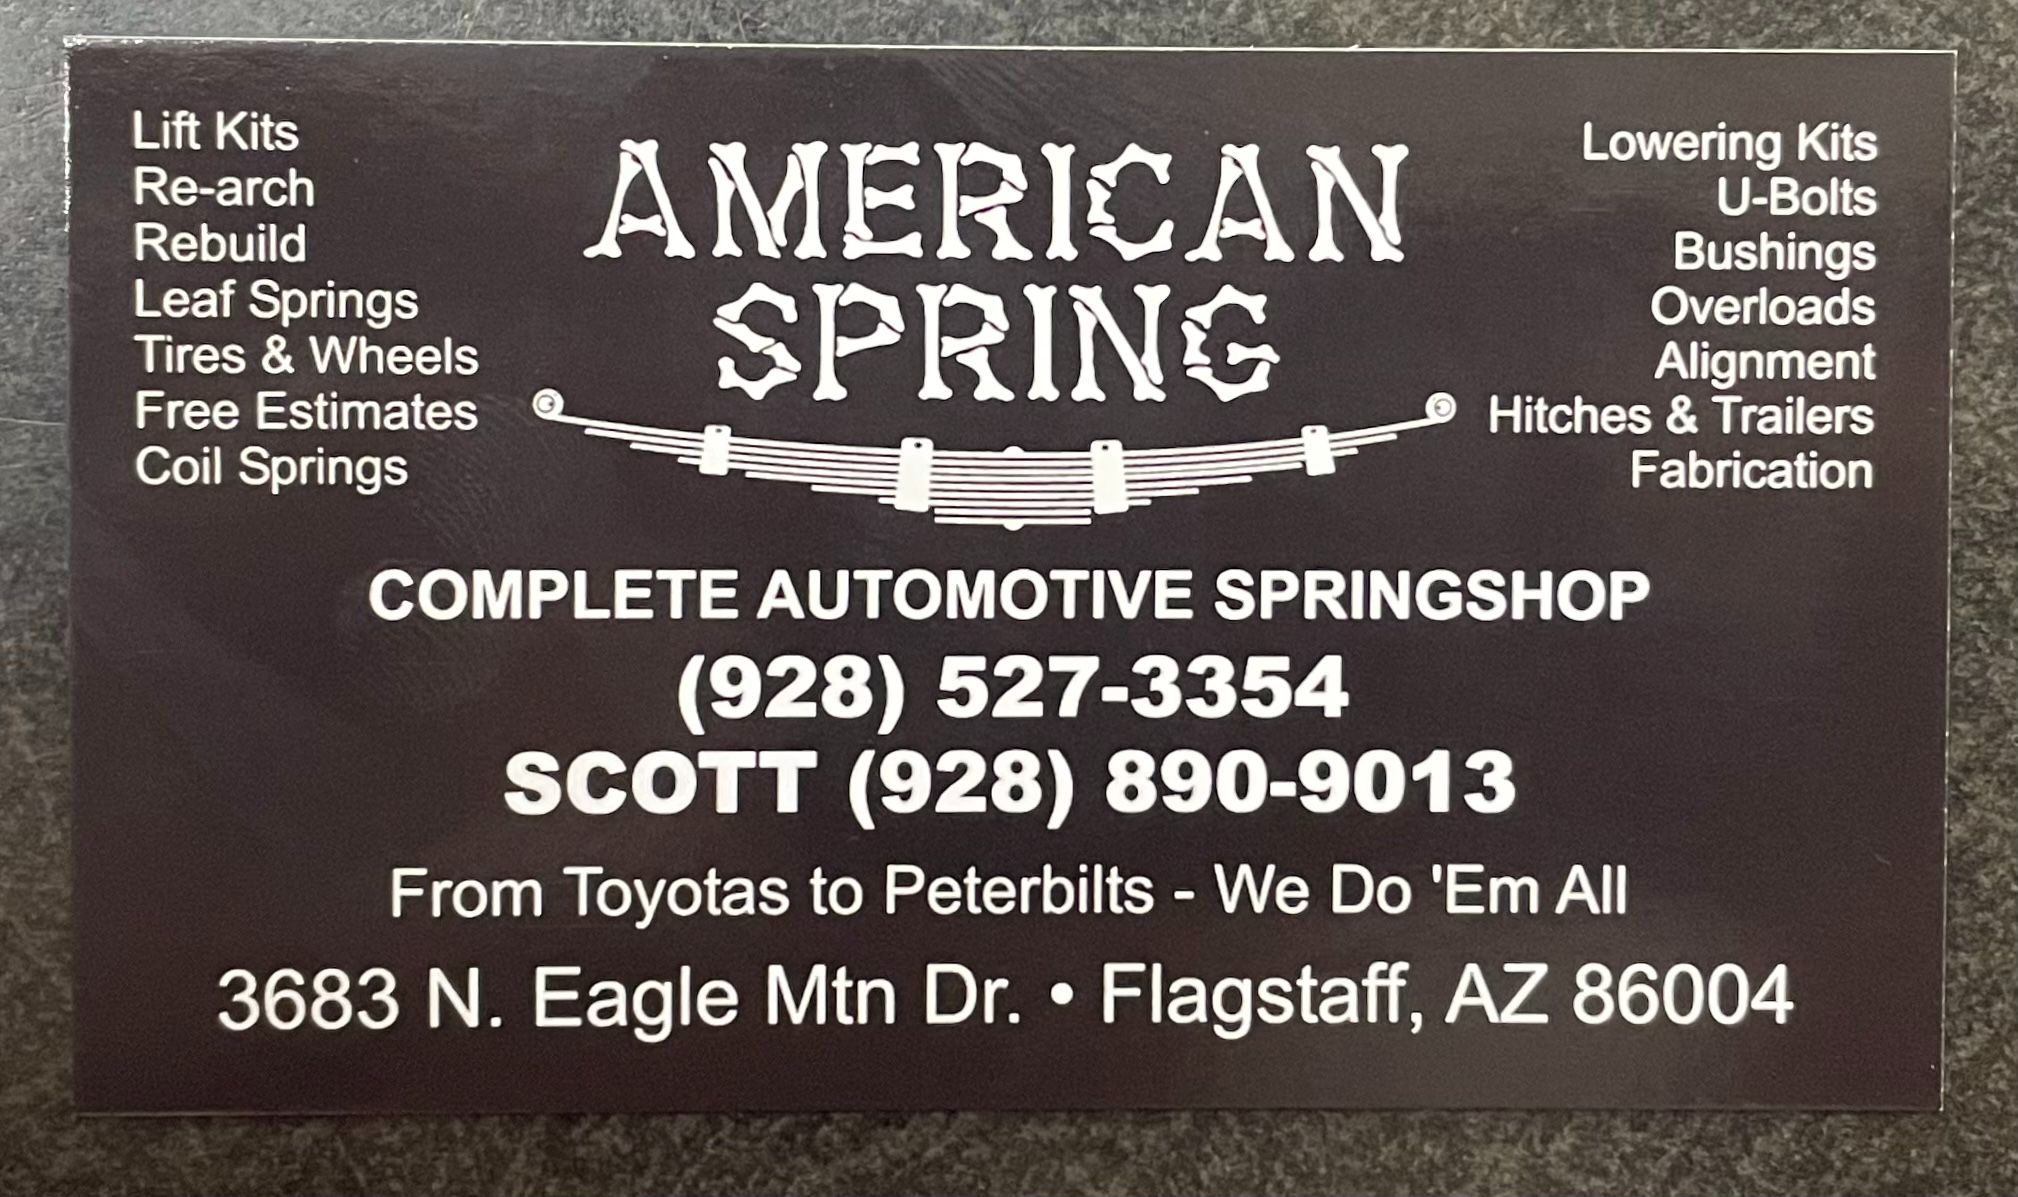 Lift Kits
Re-arch
Rebuild
Leaf Springs
Tires & Wheels
Free Estimates
Coil Springs
AMERICAN
SPRING
Lowering Kits
U-Bolts
Bushings
Overloads
Alignment
Hitches & Trailers
Fabrication
COMPLETE AUTOMOTIVE SPRINGSHOP
(928) 527-3354
SCOTT (928) 890-9013
From Toyotas to Peterbilts - We Do 'Em All
3683 N. Eagle Mtn Dr. • Flagstaff, AZ 86004